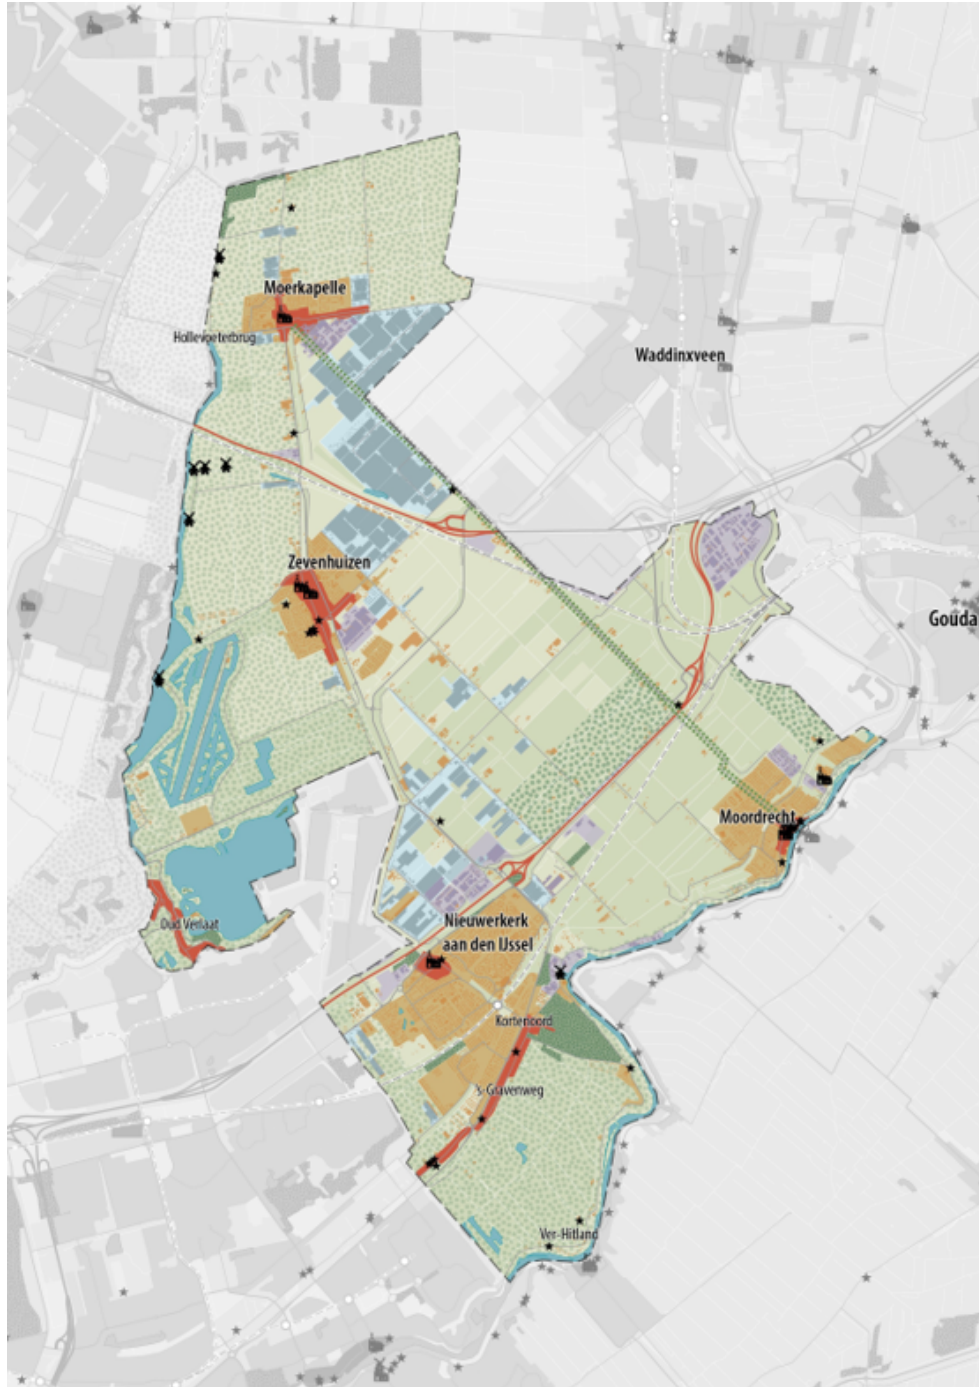 Moerkapelle
Hollevoeterbrug
Waddinxveen
Zevenhuizen
Gouda
Moordrecht
Oud Verlaat
Nieuwerkerk
aan den IJssel
Kortenoord
's-Gravenweg
Ver-Hitland